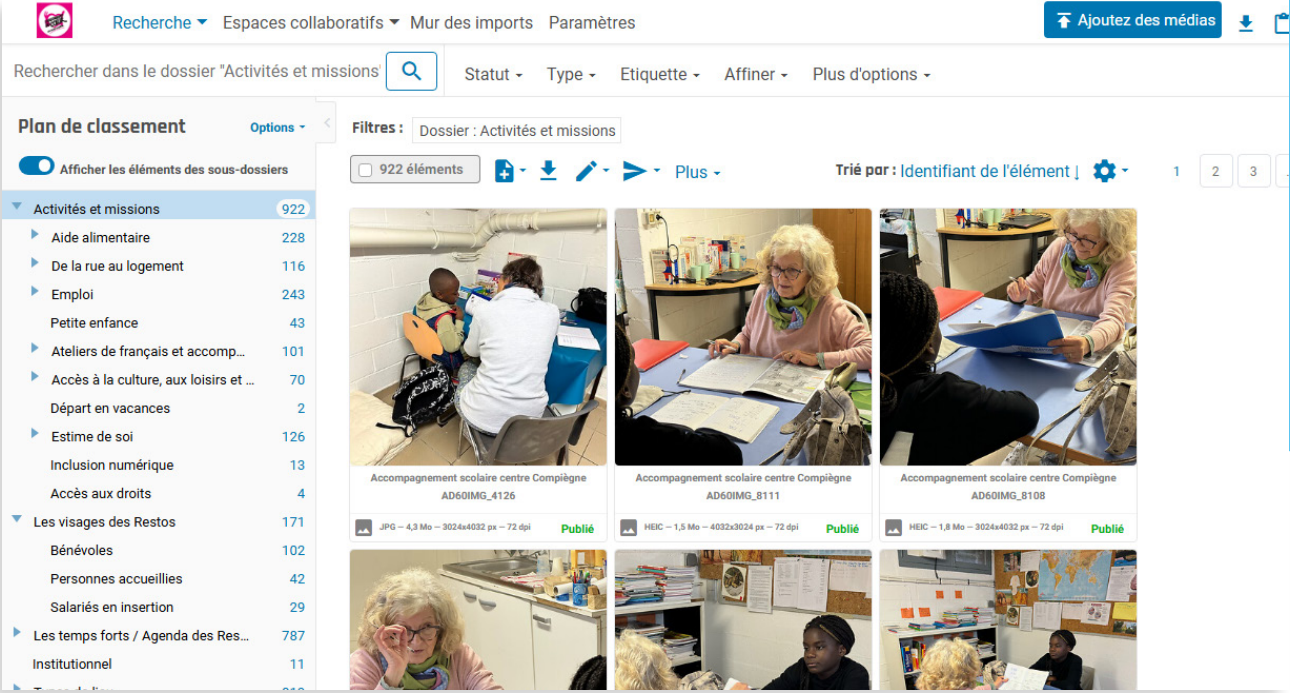 Recherche Espaces collaboratifs Mur des imports Paramètres Ajoutez des médias
Rechercher dans le dossier "Activités et missions" Statut Type Etiquette Affiner Plus d'options
Plan de classement Options
Afficher les éléments des sous-dossiers
Activités et missions 922
Aide alimentaire 228
De la rue au logement 116
Emploi 243
Petite enfance 43
Ateliers de français et accomp... 101
Accès à la culture, aux loisirs et ... 70
Départ en vacances 2
Estime de soi 126
Inclusion numérique 13
Accès aux droits 4
Les visages des Restos 171
Bénévoles 102
Personnes accueillies 42
Salariés en insertion 29
Les temps forts / Agenda des Res... 787
Institutionnel 11
Filtres : Dossier : Activités et missions
922 éléments Plus Trié par : Identifiant de l'élément ↓ 1 2 3
Accompagnement scolaire centre Compiègne
AD60IMG_4126
JPG – 4,3 Mo – 3024x4032 px – 72 dpi Publié
Accompagnement scolaire centre Compiègne
AD60IMG_8111
HEIC – 1,5 Mo – 4032x3024 px – 72 dpi Publié
Accompagnement scolaire centre Compiègne
AD60IMG_8108
HEIC – 1,8 Mo – 3024x4032 px – 72 dpi Publié